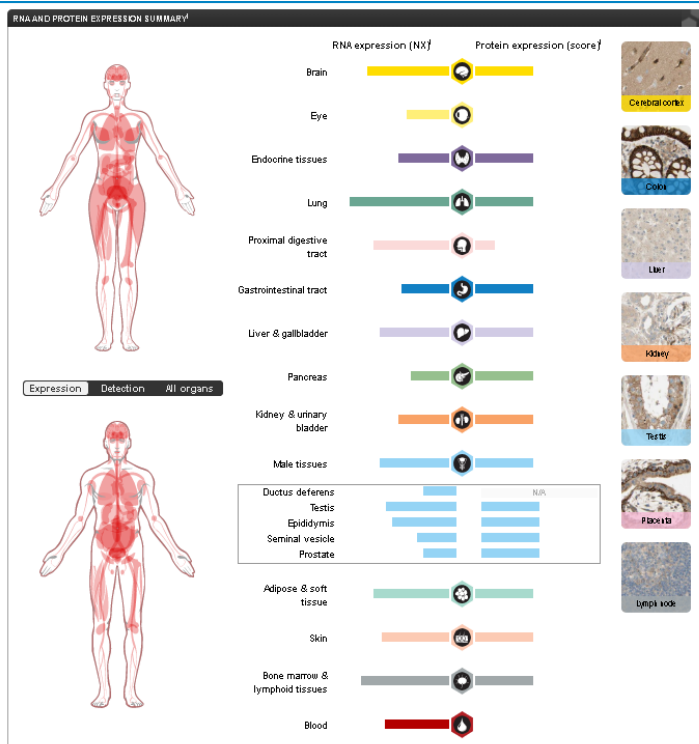 RNA AND PROTEIN EXPRESSION SUMMARYⁱ
RNA expression (NX)ⁱ
Protein expression (score)ⁱ
Brain
Eye
Endocrine tissues
Lung
Proximal digestive
tract
Gastrointestinal tract
Liver & gallbladder
Pancreas
Kidney & urinary
bladder
Male tissues
Ductus deferens
N/A
Testis
Epididymis
Seminal vesicle
Prostate
Adipose & soft
tissue
Skin
Bone marrow &
lymphoid tissues
Blood
Expression Detection All organs
Cerebral cortex
Colon
Liver
Kidney
Testis
Placenta
Lymph node